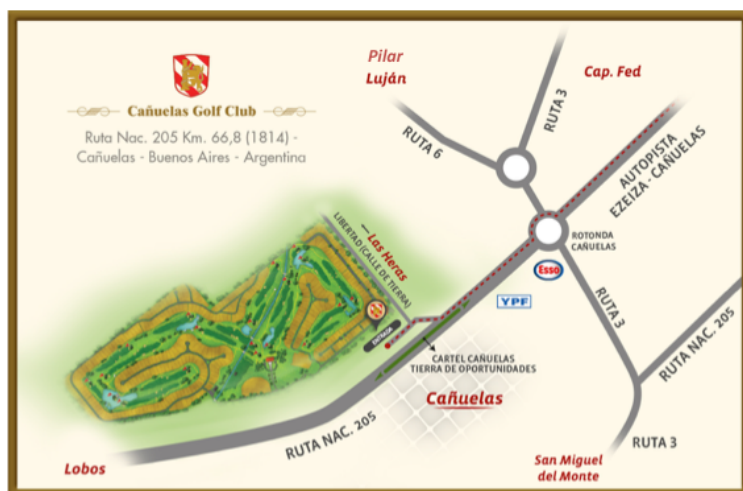 Cañuelas Golf Club
Ruta Nac. 205 Km. 66,8 (1814) -
Cañuelas - Buenos Aires - Argentina
Pilar
Luján
Cap. Fed
RUTA 3
RUTA 6
AUTOPISTA
EZEIZA - CAÑUELAS
ROTONDA
CAÑUELAS
Esso
YPF
RUTA 3
RUTA NAC. 205
Las Heras
LIBERTAD (CALLE DE TIERRA)
ENTRADA
CARTEL CAÑUELAS
TIERRA DE OPORTUNIDADES
Cañuelas
RUTA NAC. 205
Lobos
RUTA 3
San Miguel
del Monte